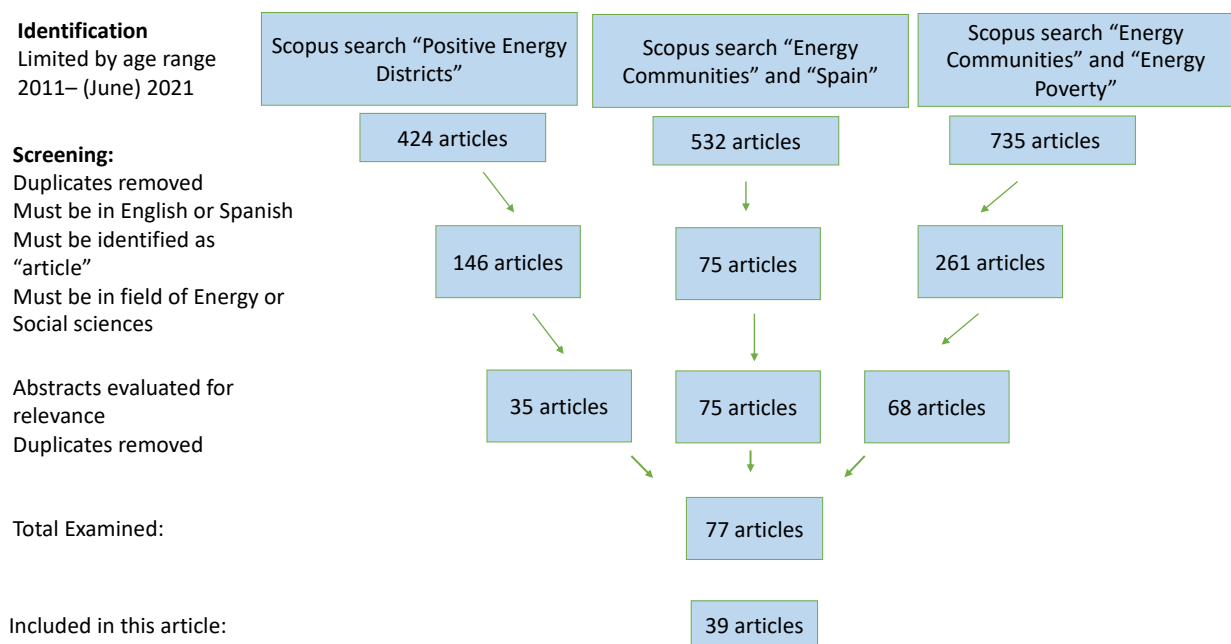 Identification
Limited by age range
2011– (June) 2021
Scopus search “Positive Energy
Districts”
Scopus search “Energy
Communities” and “Spain”
Scopus search “Energy
Communities” and “Energy
Poverty”
424 articles
532 articles
735 articles
Screening:
Duplicates removed
Must be in English or Spanish
Must be identified as
“article”
Must be in field of Energy or
Social sciences
146 articles
75 articles
261 articles
Abstracts evaluated for
relevance
Duplicates removed
35 articles
75 articles
68 articles
Total Examined:
77 articles
Included in this article:
39 articles